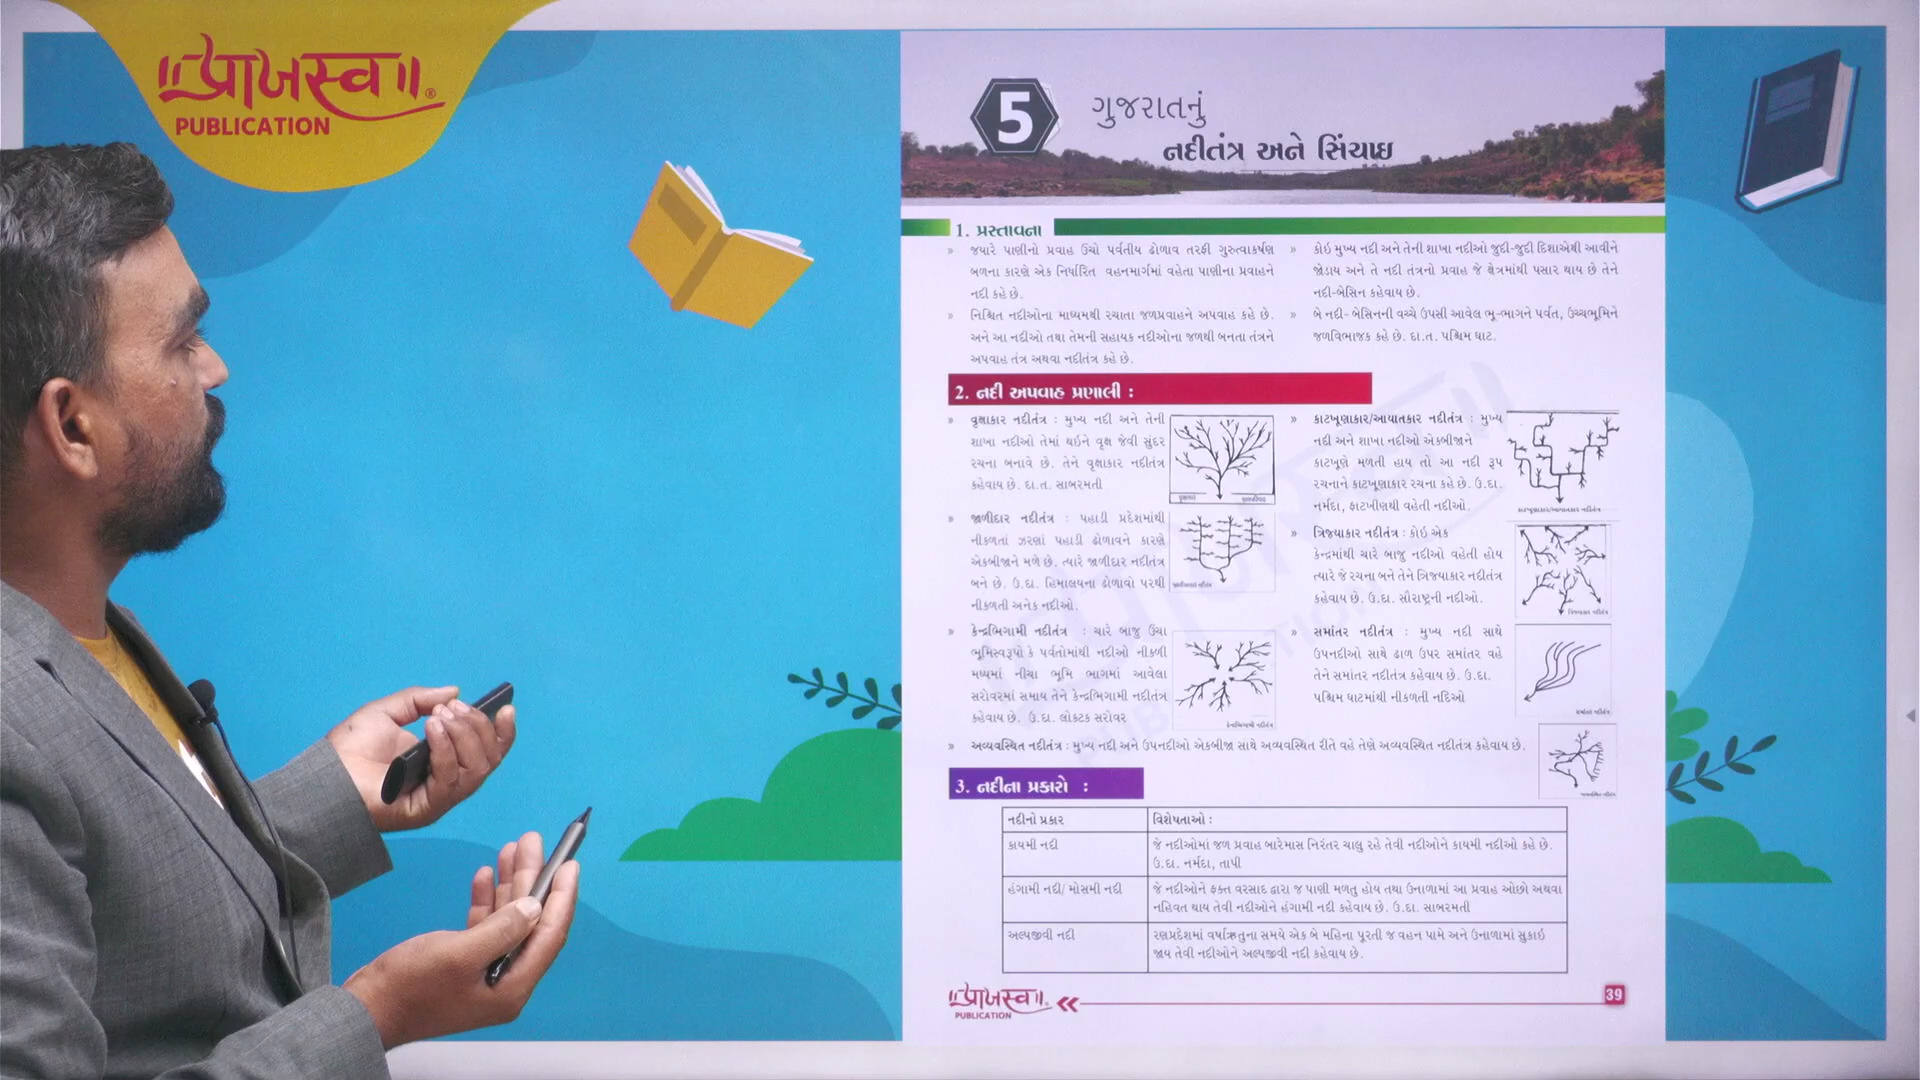 ॥प्राजस्व॥®
PUBLICATION
5
ગુજરાતનું
નદીતંત્ર અને સિંચાઇ
1. પ્રસ્તાવના
» જ્યારે પાણીનો પ્રવાહ ઉંચો પર્વતીય ઢોળાવ તરફી ગુરુત્વાકર્ષણ
બળના કારણે એક નિર્ધારિત વહનમાર્ગમાં વહેતા પાણીના પ્રવાહને
નદી કહે છે.
» નિશ્ચિત નદીઓના માધ્યમથી રચાતા જળપ્રવાહને અપવાહ કહે છે.
અને આ નદીઓ તથા તેમની સહાયક નદીઓના જળથી બનતા તંત્રને
અપવાહ તંત્ર અથવા નદીતંત્ર કહે છે.
» કોઇ મુખ્ય નદી અને તેની શાખા નદીઓ જુદી-જુદી દિશાએથી આવીને
જોડાય અને તે નદી તંત્રનો પ્રવાહ જે ક્ષેત્રમાંથી પસાર થાય છે તેને
નદી-બેસિન કહેવાય છે.
» બે નદી- બેસિનની વચ્ચે ઉપસી આવેલ ભૂ-ભાગને પર્વત, ઉચ્ચભૂમિને
જળવિભાજક કહે છે. દા.ત. પશ્ચિમ ઘાટ.
2. નદી અપવાહ પ્રણાલી :
» વૃક્ષાકાર નદીતંત્ર : મુખ્ય નદી અને તેની
શાખા નદીઓ તેમાં થઇને વૃક્ષ જેવી સુંદર
રચના બનાવે છે. તેને વૃક્ષાકાર નદીતંત્ર
કહેવાય છે. દા.ત. સાબરમતી
» જાળીદાર નદીતંત્ર : પહાડી પ્રદેશમાંથી
નીકળતાં ઝરણાં પહાડી ઢોળાવને કારણે
એકબીજાને મળે છે. ત્યારે જાળીદાર નદીતંત્ર
બને છે. ઉ.દા. હિમાલયના ઢોળાવો પરથી
નીકળતી અનેક નદીઓ.
» કેન્દ્રભિગામી નદીતંત્ર : ચારે બાજુ ઉંચા
ભૂમિસ્વરૂપો કે પર્વતોમાંથી નદીઓ નીકળી
મધ્યમાં નીચા ભૂમિ ભાગમાં આવેલા
સરોવરમાં સમાય તેને કેન્દ્રભિગામી નદીતંત્ર
કહેવાય છે. ઉ.દા. લોકટક સરોવર
» કાટખૂણાકાર/આયાતકાર નદીતંત્ર : મુખ્ય
નદી અને શાખા નદીઓ એકબીજાને
કાટખૂણે મળતી હાય તો આ નદી રૂપ
રચનાને કાટખૂણાકાર રચના કહે છે. ઉ.દા.
નર્મદા, ફાટખીણથી વહેતી નદીઓ.
કાટખૂણાકાર/આયાતકાર નદીતંત્ર
» ત્રિજ્યાકાર નદીતંત્ર : કોઇ એક
કેન્દ્રમાંથી ચારે બાજુ નદીઓ વહેતી હોય
ત્યારે જે રચના બને તેને ત્રિજ્યાકાર નદીતંત્ર
કહેવાય છે. ઉ.દા. સૌરાષ્ટ્રની નદીઓ.
ત્રિજ્યાકાર નદીતંત્ર
» સમાંતર નદીતંત્ર : મુખ્ય નદી સાથે
ઉપનદીઓ સાથે ઢાળ ઉપર સમાંતર વહે
તેને સમાંતર નદીતંત્ર કહેવાય છે. ઉ.દા.
પશ્ચિમ ઘાટમાંથી નીકળતી નદિઓ
સમાંતર નદીતંત્ર
» અવ્યવસ્થિત નદીતંત્ર : મુખ્ય નદી અને ઉપનદીઓ એકબીજા સાથે અવ્યવસ્થિત રીતે વહે તેણે અવ્યવસ્થિત નદીતંત્ર કહેવાય છે.
3. નદીના પ્રકારો :
નદીનો પ્રકાર વિશેષતાઓ :
કાયમી નદી જે નદીઓમાં જળ પ્રવાહ બારેમાસ નિરંતર ચાલુ રહે તેવી નદીઓને કાયમી નદીઓ કહે છે.
ઉ.દા. નર્મદા, તાપી
હંગામી નદી/ મોસમી નદી જે નદીઓને ફક્ત વરસાદ દ્વારા જ પાણી મળતુ હોય તથા ઉનાળામાં આ પ્રવાહ ઓછો અથવા
નહિવત થાય તેવી નદીઓને હંગામી નદી કહેવાય છે. ઉ.દા. સાબરમતી
અલ્પજીવી નદી રણપ્રદેશમાં વર્ષાઋતુના સમયે એક બે મહિના પૂરતી જ વહન પામે અને ઉનાળામાં સુકાઇ
જાય તેવી નદીઓને અલ્પજીવી નદી કહેવાય છે.
॥प्राजस्व॥
PUBLICATION
39